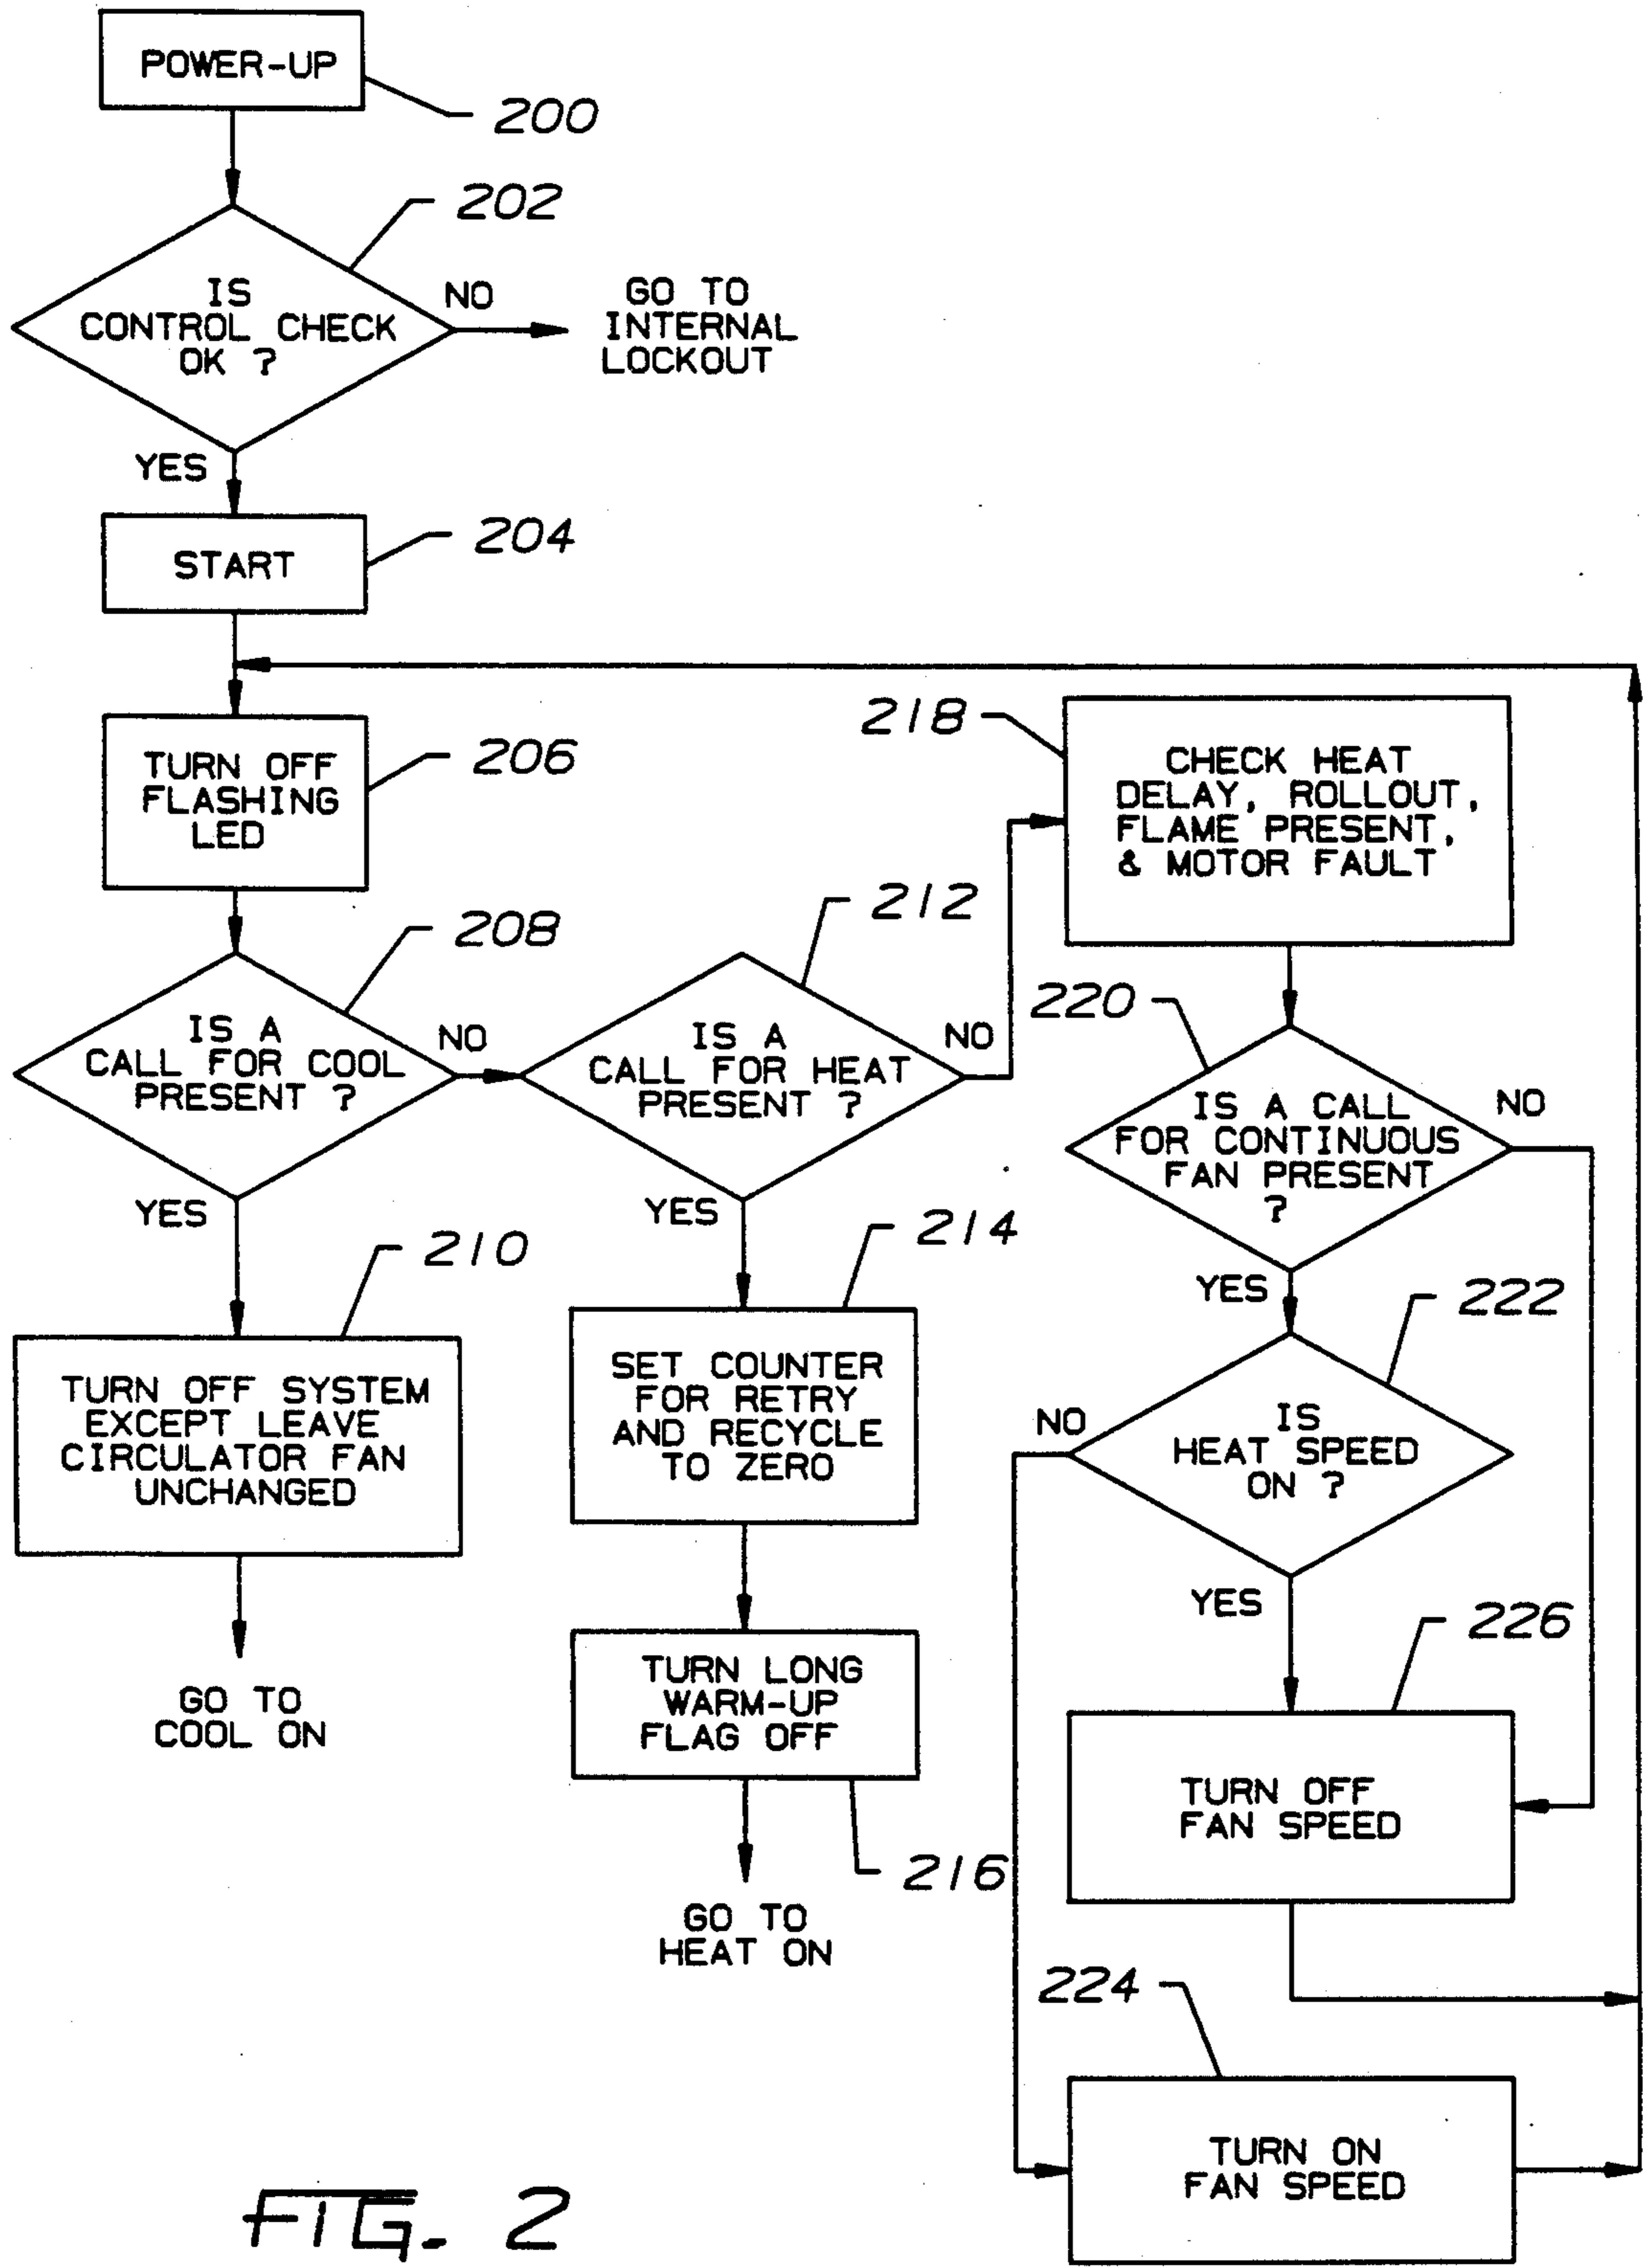 POWER-UP
200
202
IS
CONTROL CHECK
OK ?
NO
GO TO
INTERNAL
LOCKOUT
YES
START
204
TURN OFF
FLASHING
LED
206
208
IS A
CALL FOR COOL
PRESENT ?
NO
YES
210
TURN OFF SYSTEM
EXCEPT LEAVE
CIRCULATOR FAN
UNCHANGED
GO TO
COOL ON
212
IS A
CALL FOR HEAT
PRESENT ?
NO
YES
214
SET COUNTER
FOR RETRY
AND RECYCLE
TO ZERO
TURN LONG
WARM-UP
FLAG OFF
216
GO TO
HEAT ON
218
CHECK HEAT
DELAY, ROLLOUT,
FLAME PRESENT,
& MOTOR FAULT
220
IS A CALL
FOR CONTINUOUS
FAN PRESENT
?
NO
YES
222
IS
HEAT SPEED
ON ?
NO
YES
226
TURN OFF
FAN SPEED
224
TURN ON
FAN SPEED
FIG. 2